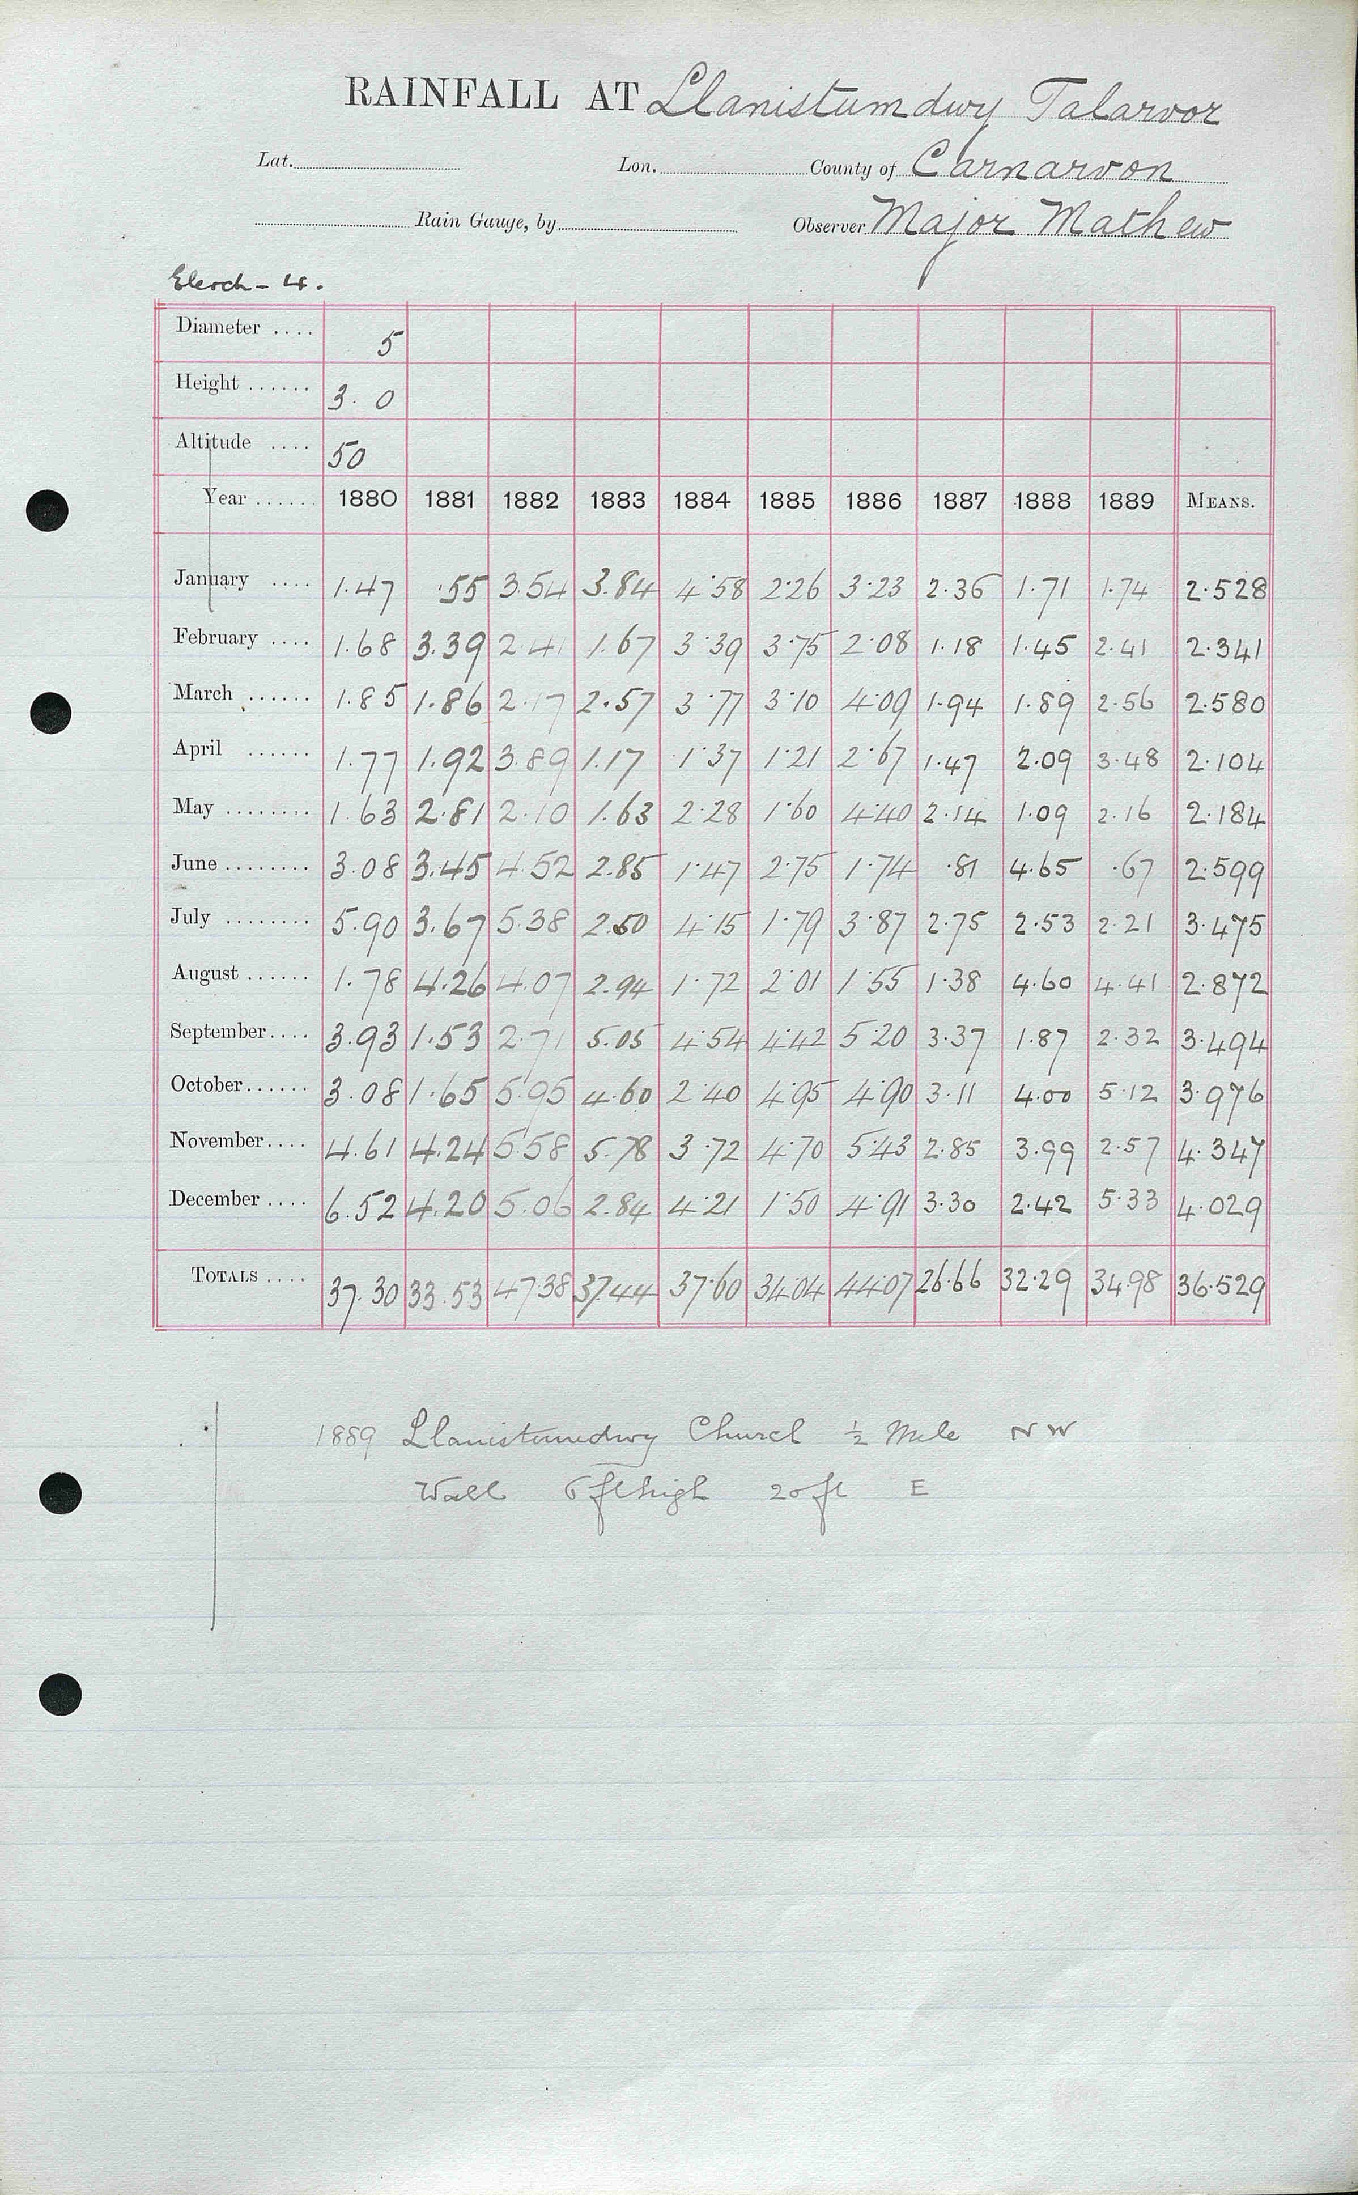 RAINFALL AT Llanistumdwy Talarvor
Lat. Lon. County of Carnarvon
Rain Gauge, by Observer Major Mathew
Diameter .... 5
Height ...... 3. 0
Altitude .... 50
Year ...... 1880 1881 1882 1883 1884 1885 1886 1887 1888 1889 MEANS.
January .... 1.47 .55 3.54 3.84 4.58 2.26 3.23 2.36 1.71 1.74 2.528
February .... 1.68 3.39 2.41 1.67 3.39 3.75 2.08 1.18 1.45 2.41 2.341
March ...... 1.85 1.86 2.17 2.57 3.77 3.10 4.09 1.94 1.89 2.56 2.580
April ...... 1.77 1.92 3.89 1.17 1.37 1.21 2.67 1.47 2.09 3.48 2.104
May ........ 1.63 2.81 2.10 1.63 2.28 1.60 4.40 2.14 1.09 2.16 2.184
June ........ 3.08 3.45 4.52 2.85 1.47 2.75 1.74 .81 4.65 .67 2.599
July ........ 5.90 3.67 5.38 2.50 4.15 1.79 3.87 2.75 2.53 2.21 3.475
August ...... 1.78 4.26 4.07 2.94 1.72 2.01 1.55 1.38 4.60 4.41 2.872
September .... 3.93 1.53 2.71 5.05 4.54 4.42 5.20 3.37 1.87 2.32 3.494
October ...... 3.08 1.65 5.95 4.60 2.40 4.95 4.90 3.11 4.00 5.12 3.976
November .... 4.61 4.24 5.58 5.78 3.72 4.70 5.43 2.85 3.99 2.57 4.347
December .... 6.52 4.20 5.06 2.84 4.21 1.50 4.91 3.30 2.42 5.33 4.029
TOTALS .... 37.30 33.53 47.38 37.44 37.60 34.04 44.07 26.66 32.29 34.98 36.529
1889 Llanistumdwy Church ½ Mile NW
Wall 6 ft high 20 ft E